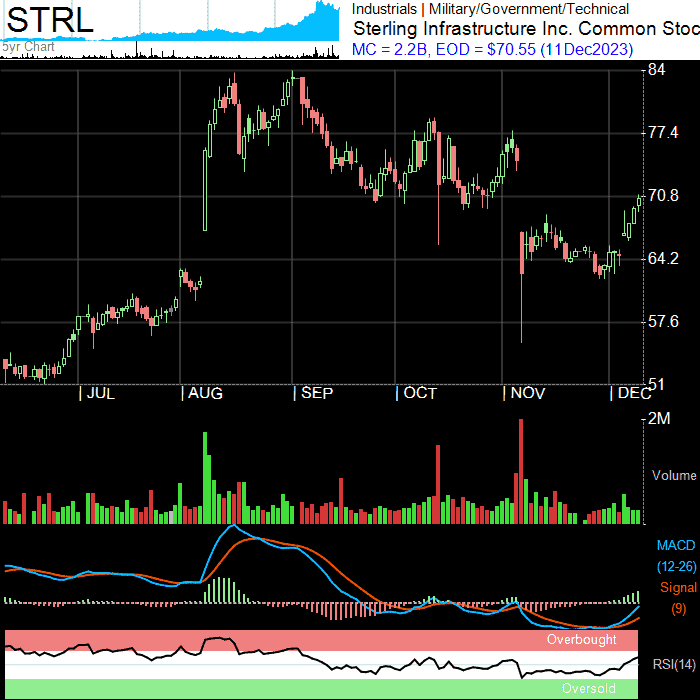 STRL
5yr Chart
Industrials | Military/Government/Technical
Sterling Infrastructure Inc. Common Stoc
MC = 2.2B, EOD = $70.55 (11Dec2023)
84
77.4
70.8
64.2
57.6
51
JUL AUG SEP OCT NOV DEC
2M
Volume
MACD
(12-26)
Signal
(9)
Overbought
RSI(14)
Oversold